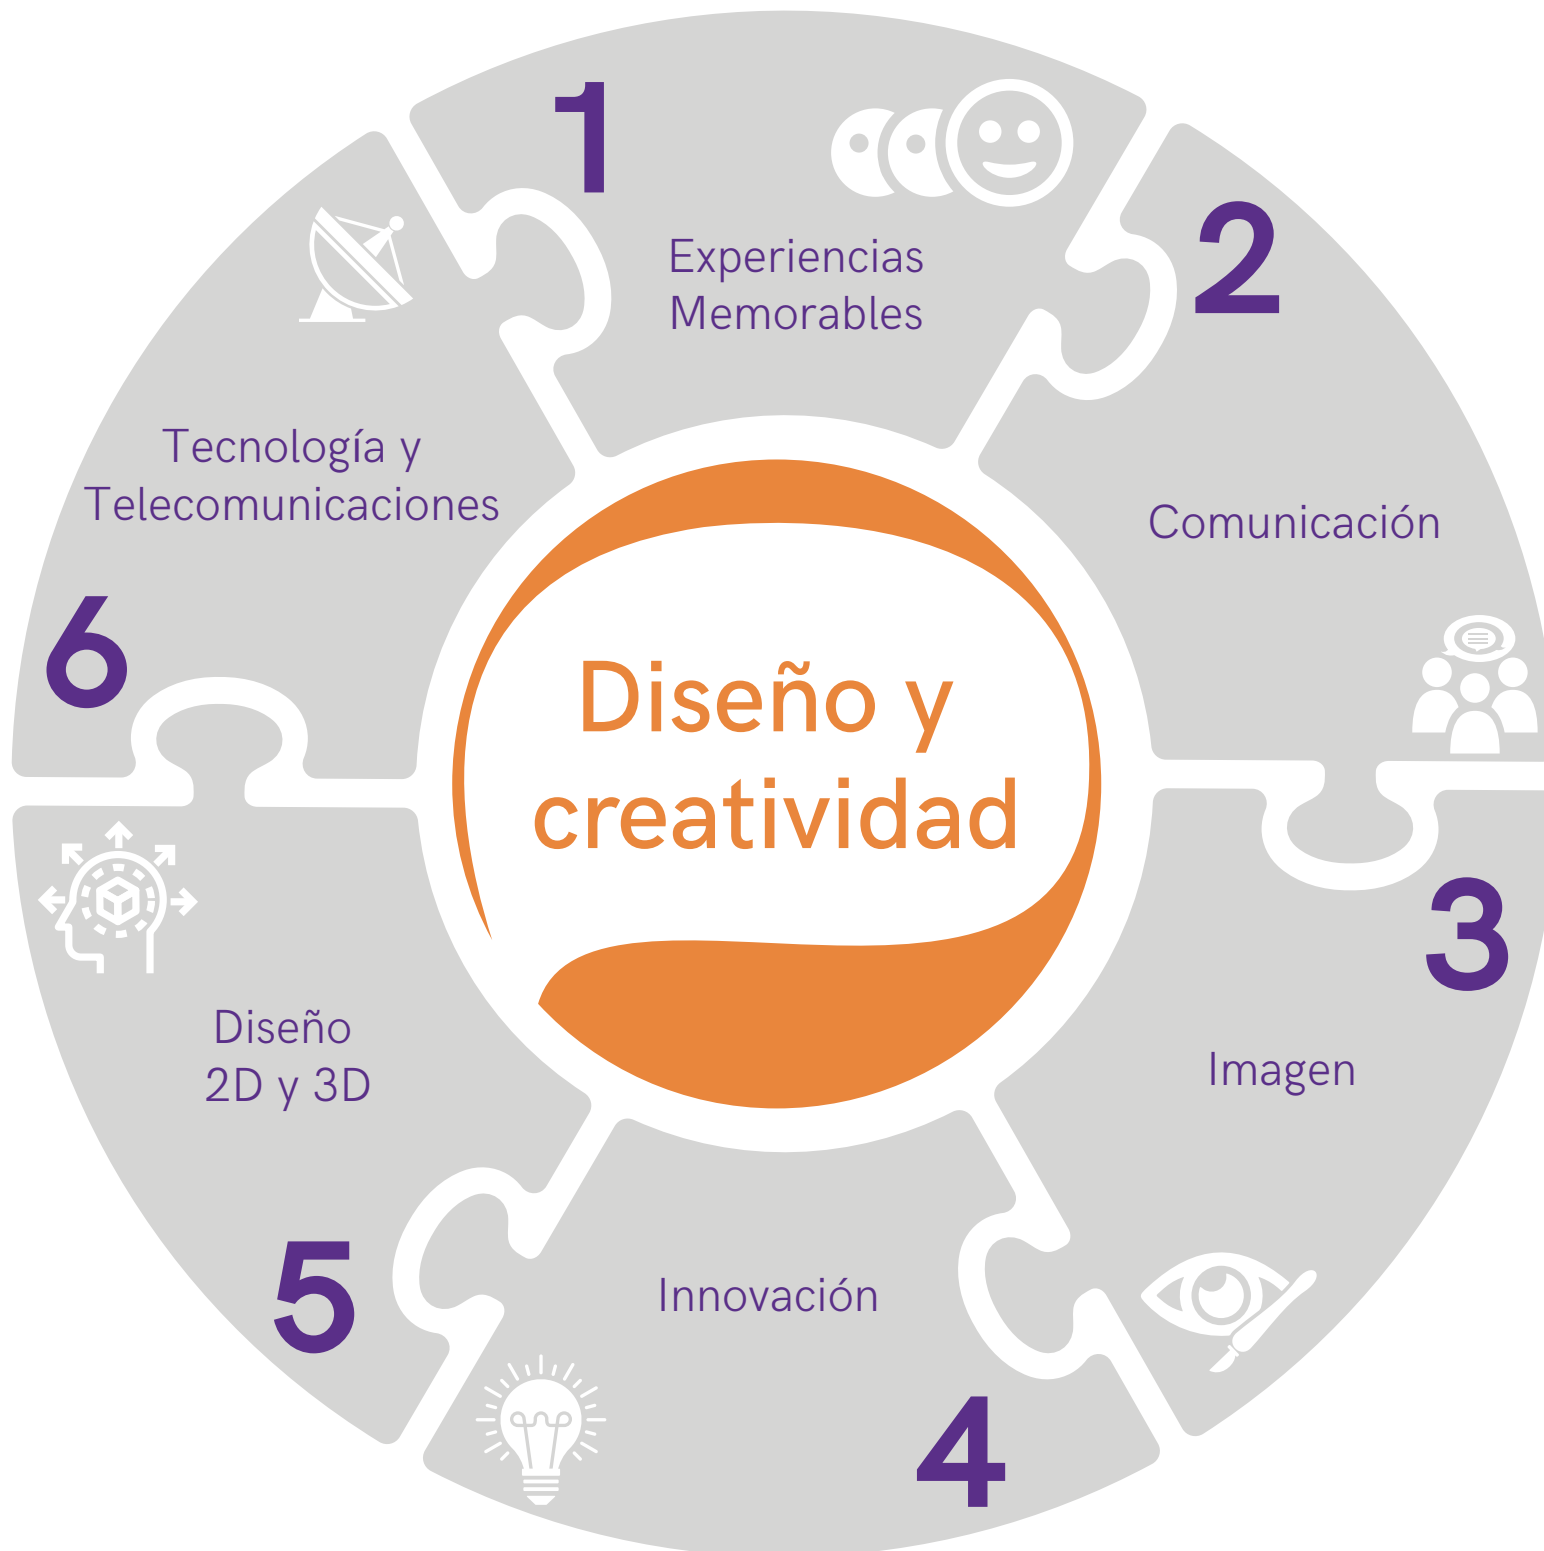 1
Experiencias
Memorables
2
Comunicación
3
Imagen
4
Innovación
5
Diseño
2D y 3D
6
Tecnología y
Telecomunicaciones
Diseño y
creatividad